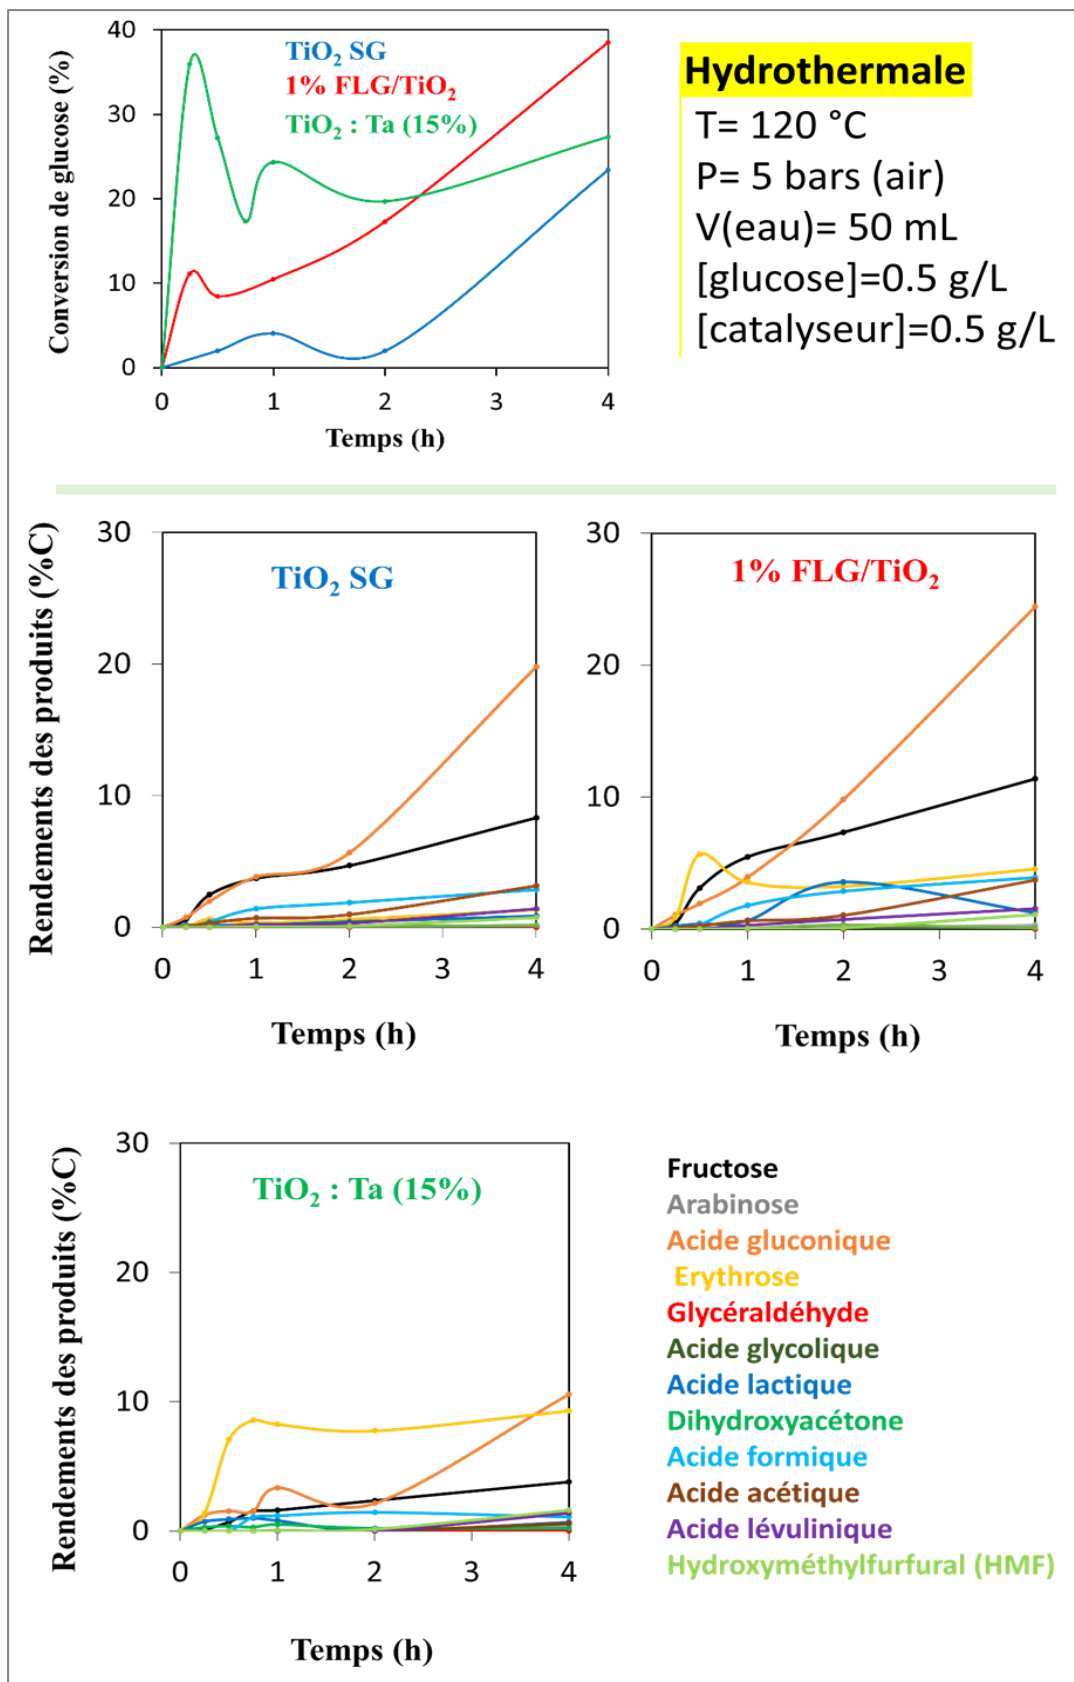 Conversion de glucose (%)
40
30
20
10
0
0 1 2 3 4
Temps (h)
TiO2 SG
1% FLG/TiO2
TiO2 : Ta (15%)
Hydrothermale
T= 120 °C
P= 5 bars (air)
V(eau)= 50 mL
[glucose]=0.5 g/L
[catalyseur]=0.5 g/L
Rendements des produits (%C)
30
20
10
0
0 1 2 3 4
Temps (h)
TiO2 SG
Rendements des produits (%C)
30
20
10
0
0 1 2 3 4
Temps (h)
1% FLG/TiO2
Rendements des produits (%C)
30
20
10
0
0 1 2 3 4
Temps (h)
TiO2 : Ta (15%)
Fructose
Arabinose
Acide gluconique
Erythrose
Glycéraldéhyde
Acide glycolique
Acide lactique
Dihydroxyacétone
Acide formique
Acide acétique
Acide lévulinique
Hydroxyméthylfurfural (HMF)